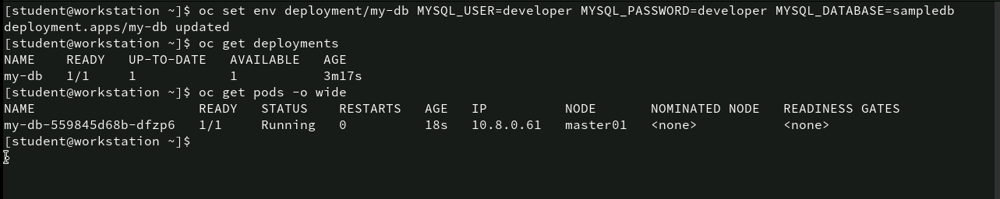 [student@workstation ~]$ oc set env deployment/my-db MYSQL_USER=developer MYSQL_PASSWORD=developer MYSQL_DATABASE=sampledb
deployment.apps/my-db updated
[student@workstation ~]$ oc get deployments
NAME    READY   UP-TO-DATE   AVAILABLE   AGE
my-db   1/1     1            1           3m17s
[student@workstation ~]$ oc get pods -o wide
NAME                     READY   STATUS    RESTARTS   AGE   IP          NODE       NOMINATED NODE   READINESS GATES
my-db-559845d68b-dfzp6   1/1     Running   0          18s   10.8.0.61   master01   <none>           <none>
[student@workstation ~]$